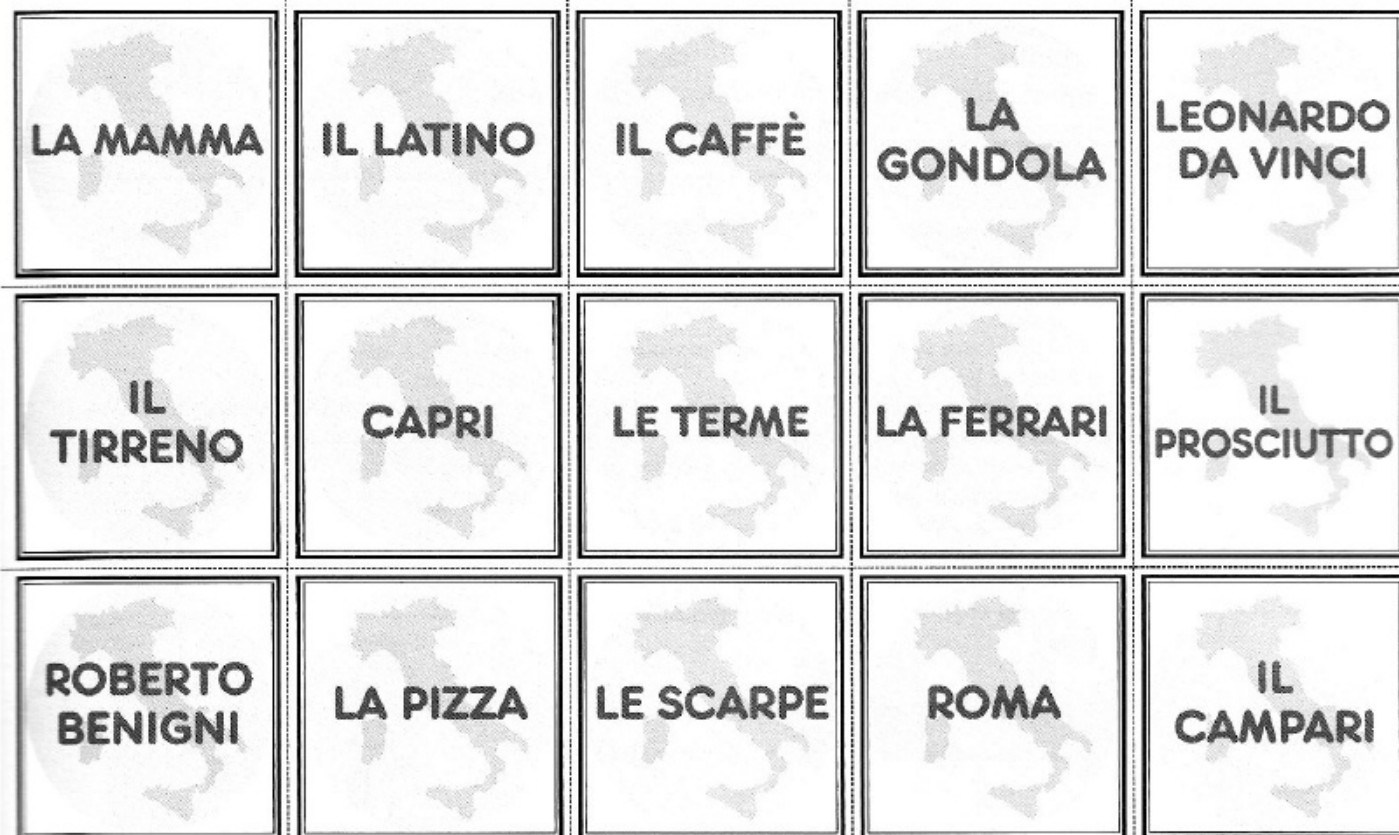 LA MAMMA
IL LATINO
IL CAFFÈ
LA
GONDOLA
LEONARDO
DA VINCI
IL
TIRRENO
CAPRI
LE TERME
LA FERRARI
IL
PROSCIUTTO
ROBERTO
BENIGNI
LA PIZZA
LE SCARPE
ROMA
IL
CAMPARI